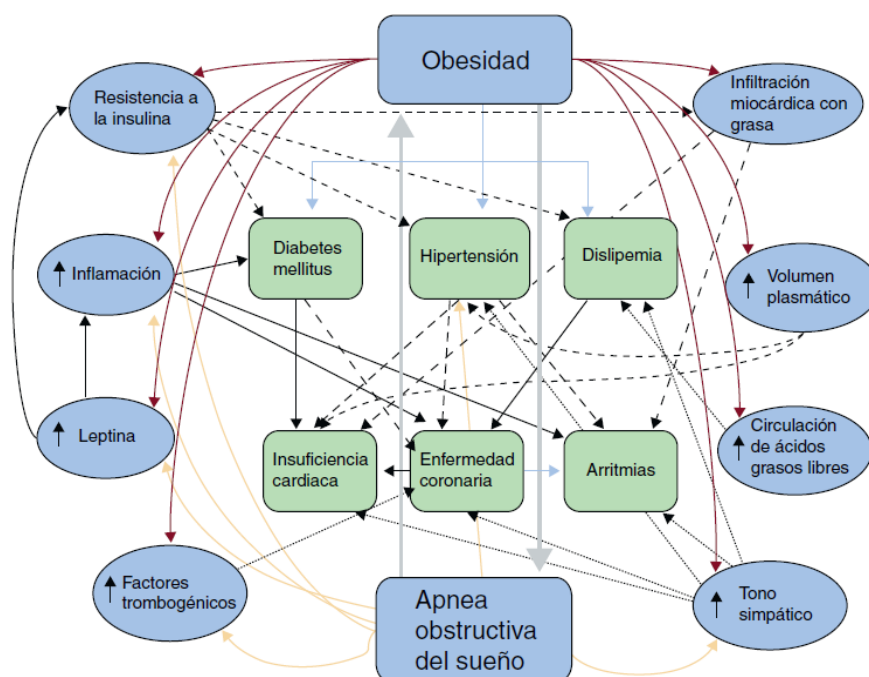 Obesidad
Resistencia a
la insulina
Infiltración
miocárdica con
grasa
Diabetes
mellitus
Hipertensión
Dislipemia
Inflamación
Volumen
plasmático
Leptina
Insuficiencia
cardiaca
Enfermedad
coronaria
Arritmias
Circulación
de ácidos
grasos libres
Factores
trombogénicos
Apnea
obstructiva
del sueño
Tono
simpático